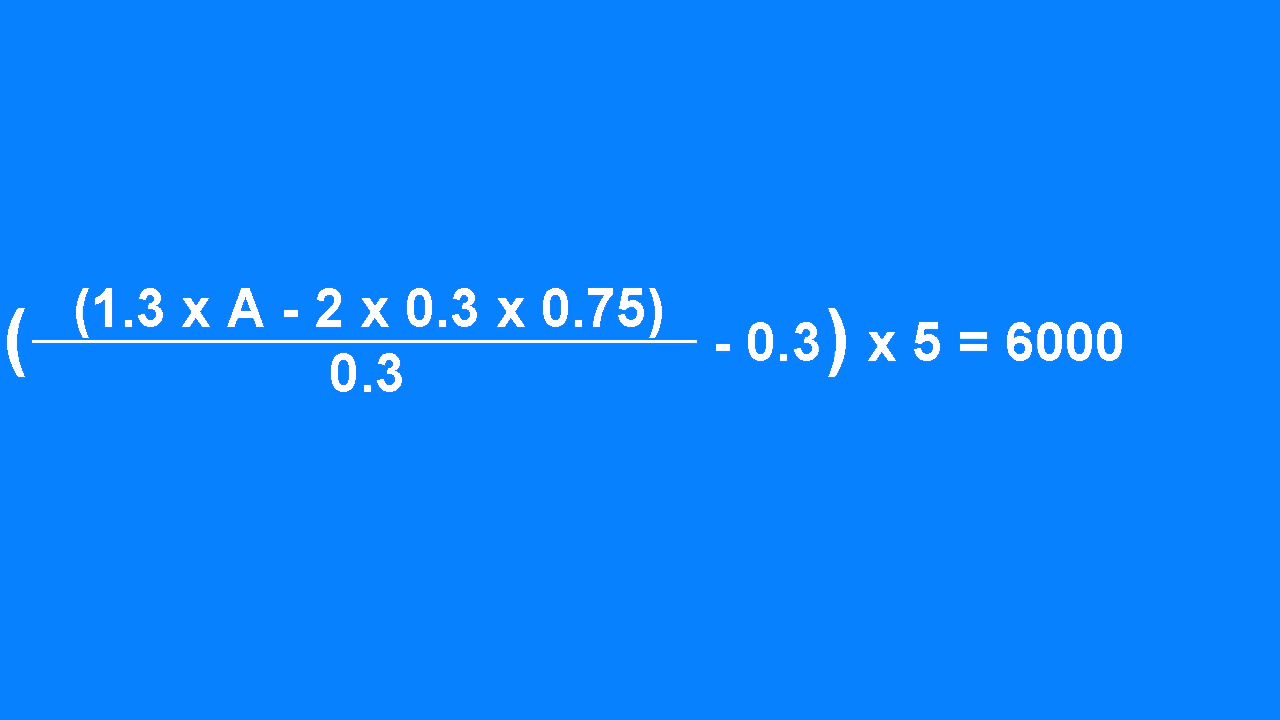 (1.3 x A - 2 x 0.3 x 0.75)
( - 0.3) x 5 = 6000
0.3